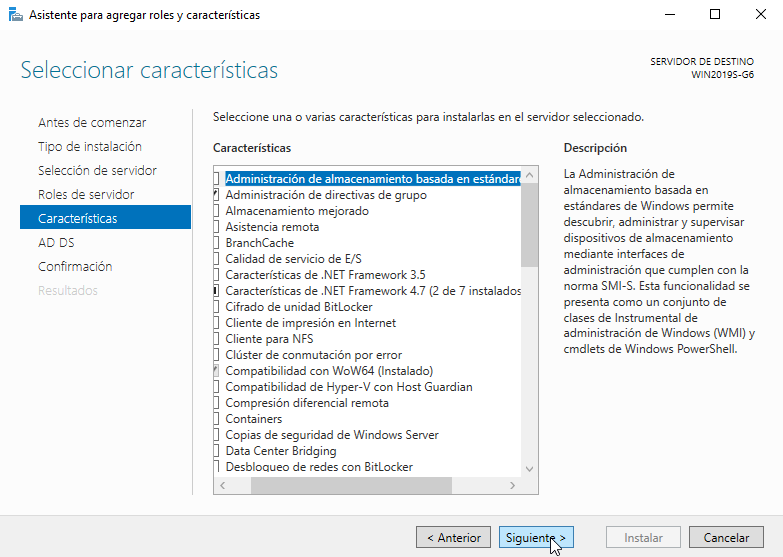 Asistente para agregar roles y características
Seleccionar características
SERVIDOR DE DESTINO
WIN2019S-G6
Antes de comenzar
Tipo de instalación
Selección de servidor
Roles de servidor
Características
AD DS
Confirmación
Resultados
Seleccione una o varias características para instalarlas en el servidor seleccionado.
Características
Administración de almacenamiento basada en estándare
Administración de directivas de grupo
Almacenamiento mejorado
Asistencia remota
BranchCache
Calidad de servicio de E/S
Características de .NET Framework 3.5
Características de .NET Framework 4.7 (2 de 7 instalados
Cifrado de unidad BitLocker
Cliente de impresión en Internet
Cliente para NFS
Clúster de conmutación por error
Compatibilidad con WoW64 (Instalado)
Compatibilidad de Hyper-V con Host Guardian
Compresión diferencial remota
Containers
Copias de seguridad de Windows Server
Data Center Bridging
Desbloqueo de redes con BitLocker
Descripción
La Administración de
almacenamiento basada en
estándares de Windows permite
descubrir, administrar y supervisar
dispositivos de almacenamiento
mediante interfaces de
administración que cumplen con la
norma SMI-S. Esta funcionalidad se
presenta como un conjunto de
clases de Instrumental de
administración de Windows (WMI) y
cmdlets de Windows PowerShell.
< Anterior
Siguiente >
Instalar
Cancelar